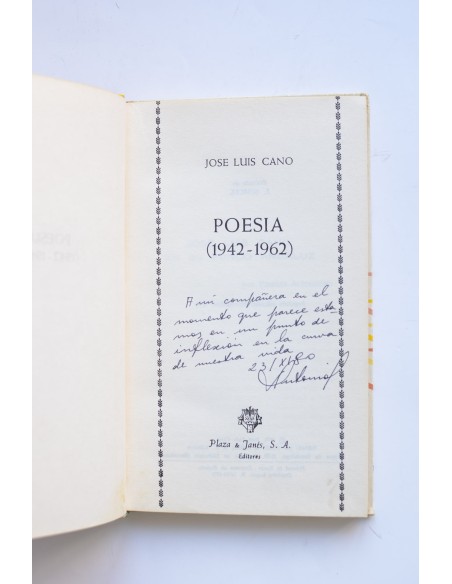 JOSE LUIS CANO
POESIA
(1942-1962)
A mi compañera en el
momento que parece esta-
mos en un punto de
inflexión en la curva
de nuestra vida
23/XI/80
Antonio
Plaza & Janés, S. A.
Editores